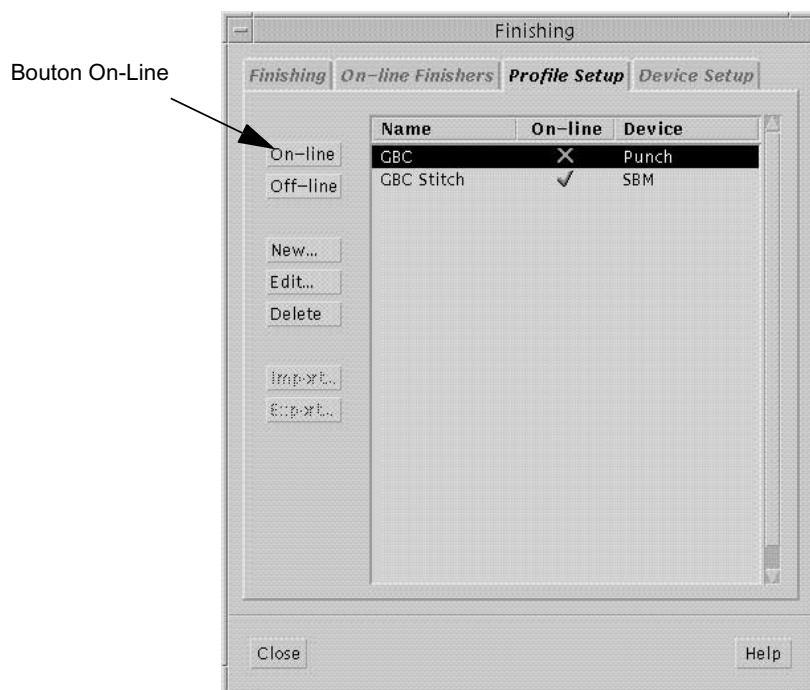 Finishing
Bouton On-Line
Finishing On-line Finishers Profile Setup Device Setup
Name On-line Device
On-line
GBC Punch
Off-line
GBC Stitch SBM
New...
Edit...
Delete
Import...
Export...
Close Help